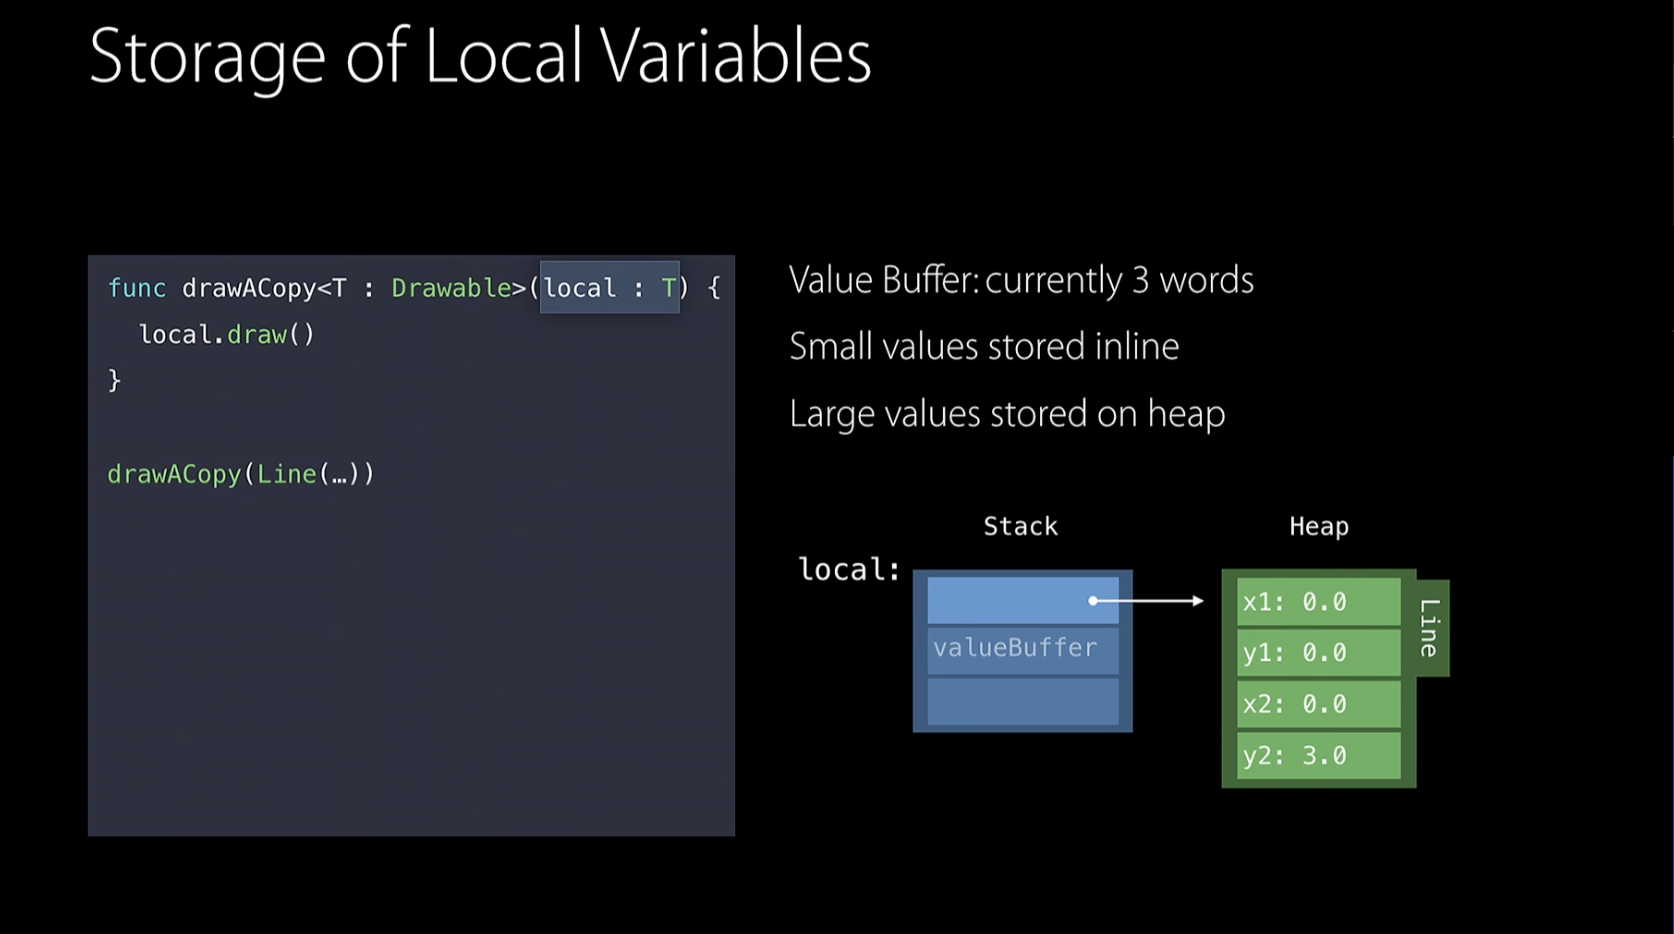 Storage of Local Variables
func drawACopy<T : Drawable>(local : T) {
local.draw()
}
drawACopy(Line(…))
Value Buffer: currently 3 words
Small values stored inline
Large values stored on heap
Stack
Heap
local:
valueBuffer
x1: 0.0
y1: 0.0
x2: 0.0
y2: 3.0
Line